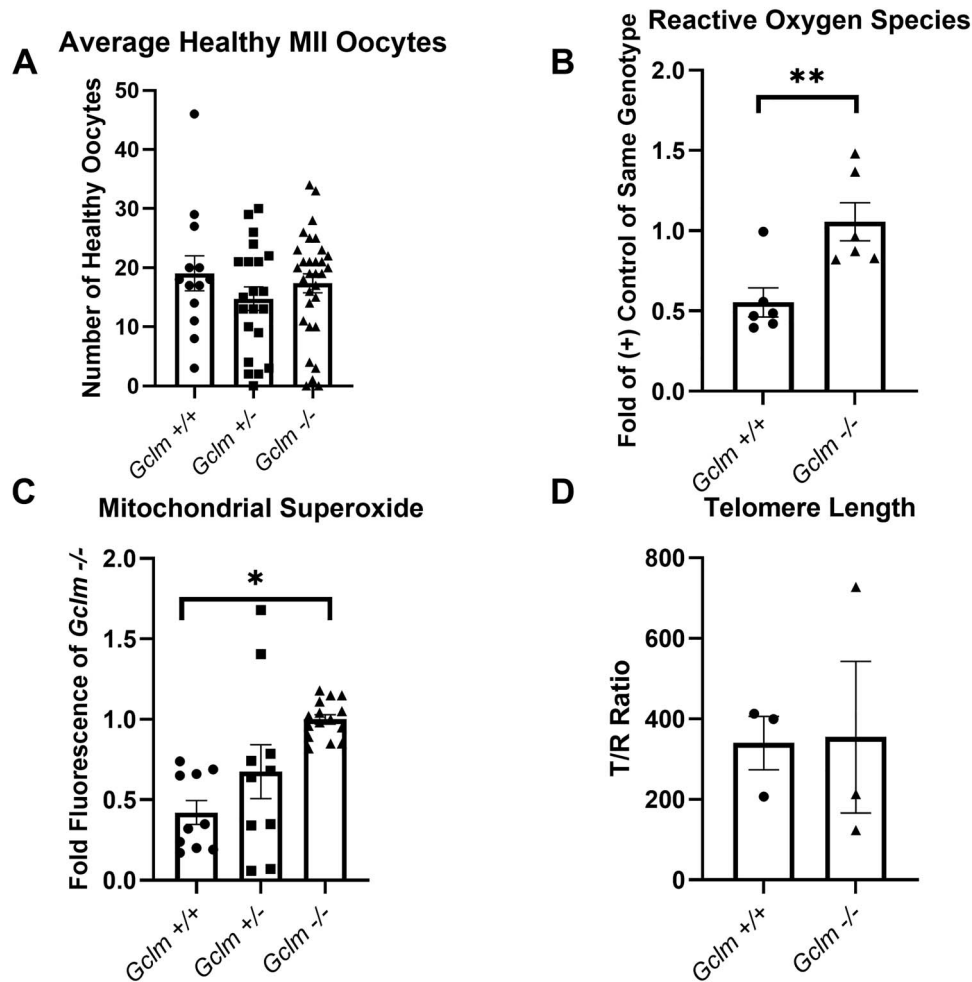 A
Average Healthy MII Oocytes
Number of Healthy Oocytes
50
40
30
20
10
0
Gclm +/+
Gclm +/-
Gclm -/-
B
Reactive Oxygen Species
Fold of (+) Control of Same Genotype
2.0
1.5
1.0
0.5
0.0
**
Gclm +/+
Gclm -/-
C
Mitochondrial Superoxide
Fold Fluorescence of Gclm -/-
2.0
1.5
1.0
0.5
0.0
*
Gclm +/+
Gclm +/-
Gclm -/-
D
Telomere Length
T/R Ratio
800
600
400
200
0
Gclm +/+
Gclm -/-